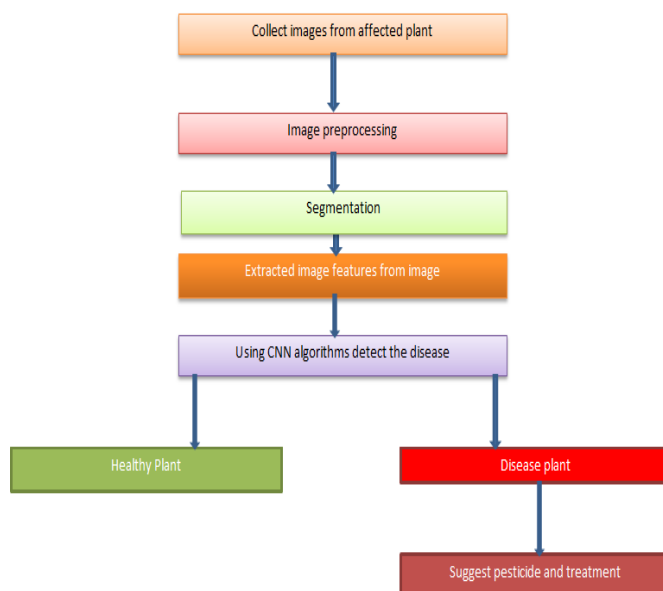 Collect images from affected plant
Image preprocessing
Segmentation
Extracted image features from image
Using CNN algorithms detect the disease
Healthy Plant
Disease plant
Suggest pesticide and treatment